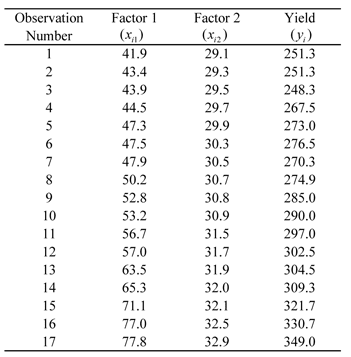 Observation Factor 1 Factor 2 Yield
Number (xi1) (xi2) (yi)
1 41.9 29.1 251.3
2 43.4 29.3 251.3
3 43.9 29.5 248.3
4 44.5 29.7 267.5
5 47.3 29.9 273.0
6 47.5 30.3 276.5
7 47.9 30.5 270.3
8 50.2 30.7 274.9
9 52.8 30.8 285.0
10 53.2 30.9 290.0
11 56.7 31.5 297.0
12 57.0 31.7 302.5
13 63.5 31.9 304.5
14 65.3 32.0 309.3
15 71.1 32.1 321.7
16 77.0 32.5 330.7
17 77.8 32.9 349.0